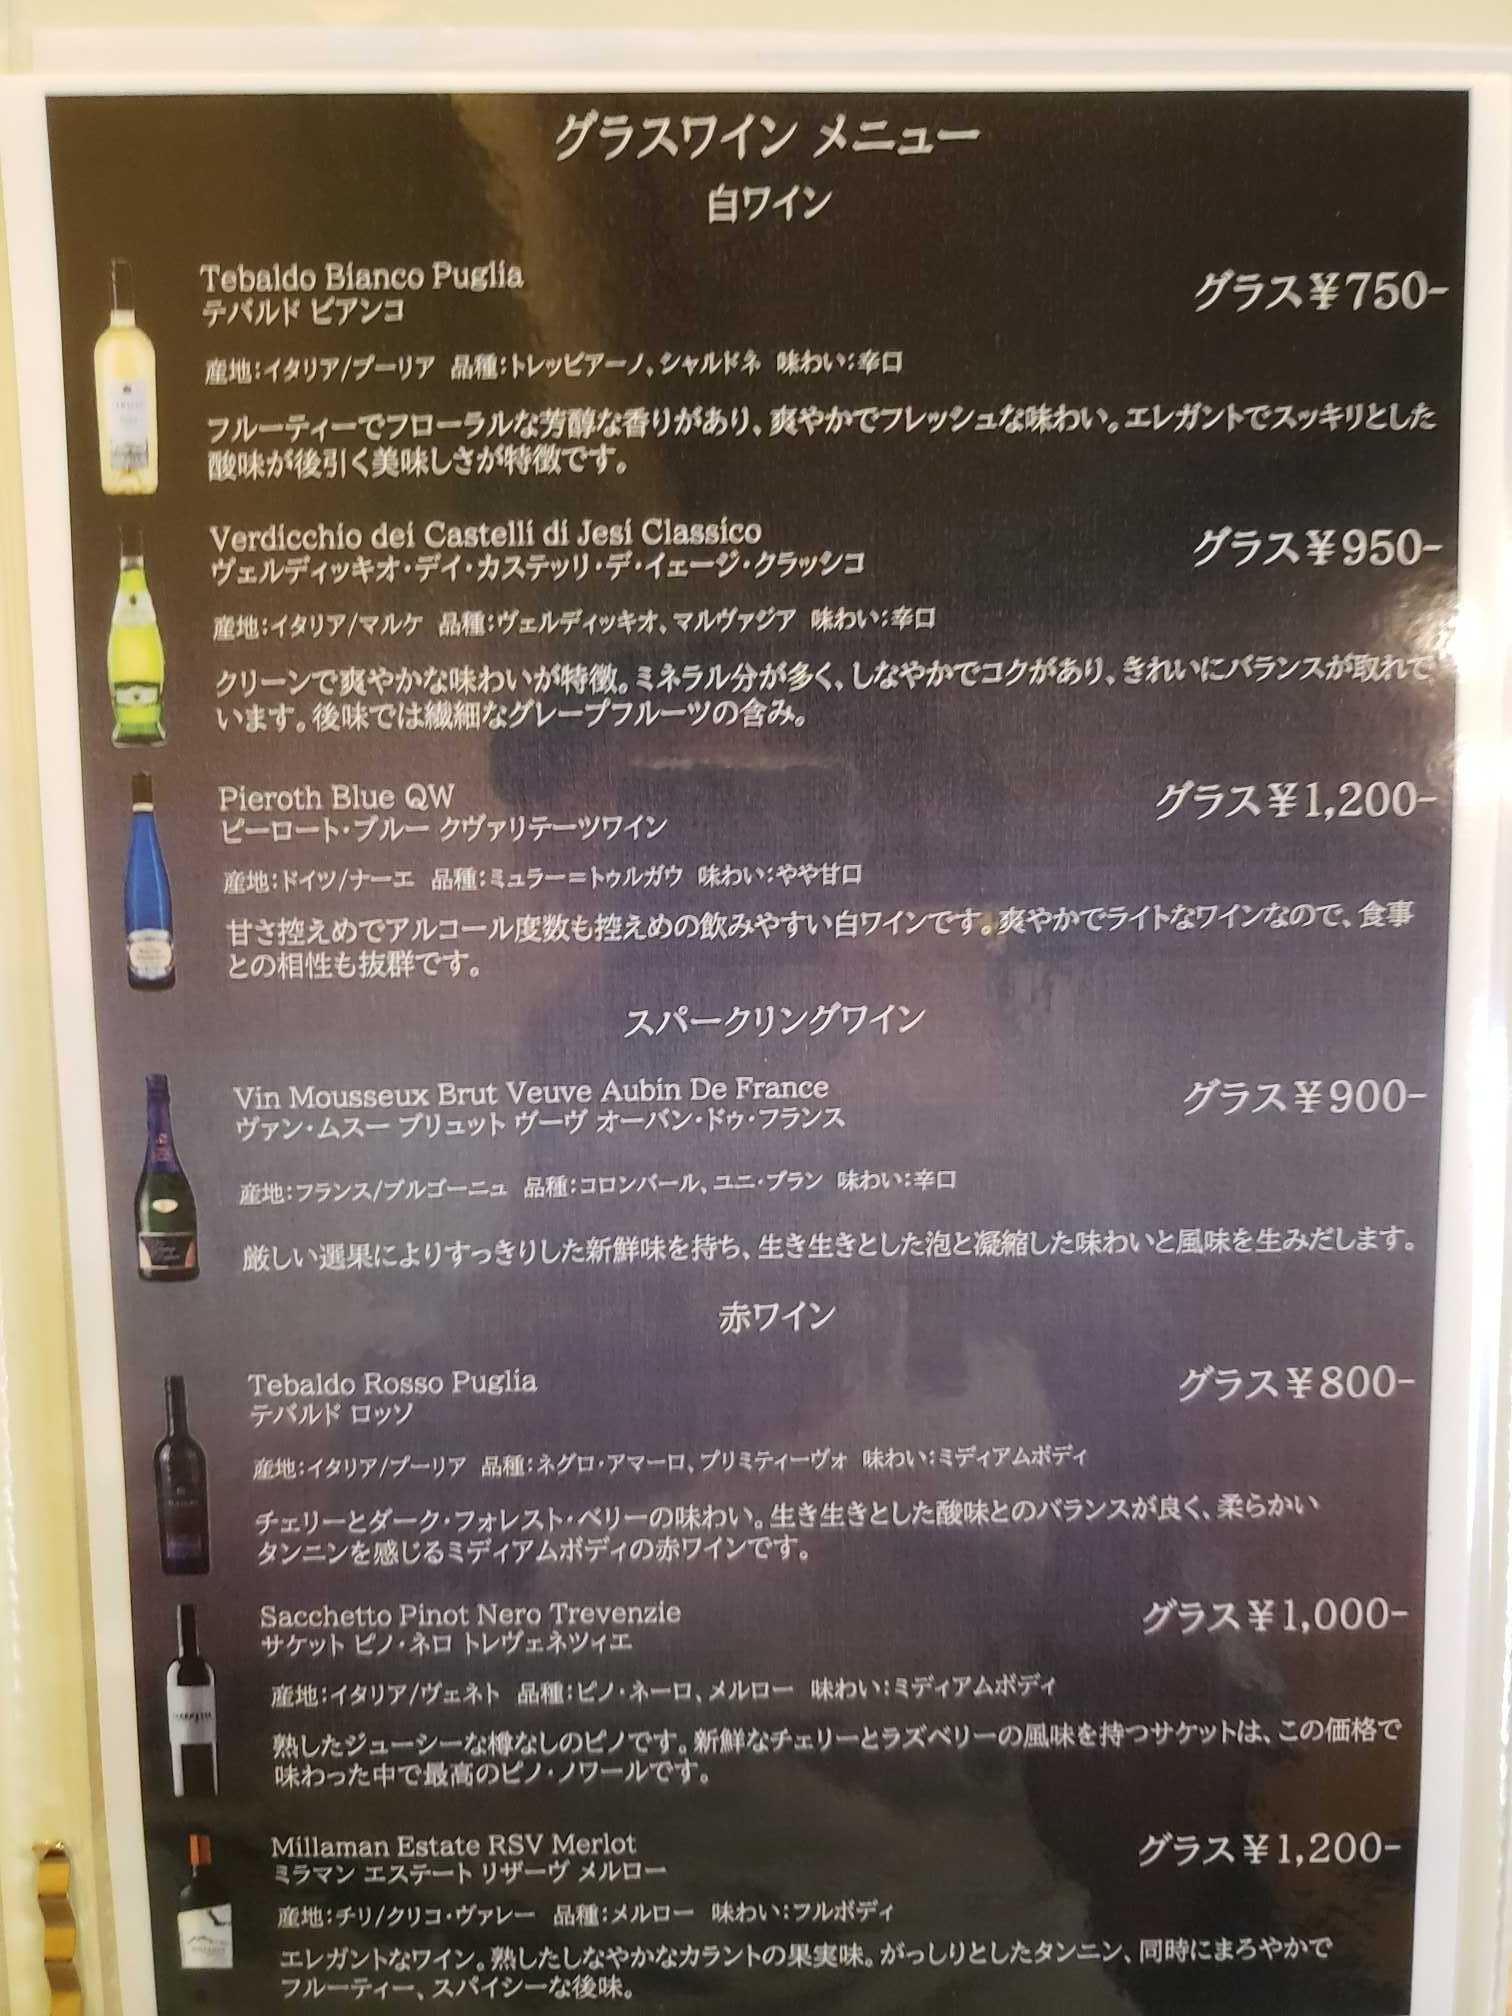 グラスワイン メニュー
白ワイン
Tebaldo Bianco Puglia
テバルド ビアンコ
グラス¥750-
産地:イタリア/プーリア 品種:トレッビアーノ、シャルドネ 味わい:辛口
フルーティーでフローラルな芳醇な香りがあり、爽やかでフレッシュな味わい。エレガントでスッキリとした
酸味が後引く美味しさが特徴です。
Verdicchio dei Castelli di Jesi Classico
ヴェルディッキオ・デイ・カステッリ・デ・イェージ・クラッシコ
グラス¥950-
産地:イタリア/マルケ 品種:ヴェルディッキオ、マルヴァジア 味わい:辛口
クリーンで爽やかな味わいが特徴。ミネラル分が多く、しなやかでコクがあり、きれいにバランスが取れて
います。後味では繊細なグレープフルーツの含み。
Pieroth Blue QW
ピーロート・ブルー クヴァリテーツワイン
グラス¥1,200-
産地:ドイツ/ナーエ 品種:ミュラー=トゥルガウ 味わい:やや甘口
甘さ控えめでアルコール度数も控えめの飲みやすい白ワインです。爽やかでライトなワインなので、食事
との相性も抜群です。
スパークリングワイン
Vin Mousseux Brut Veuve Aubin De France
ヴァン・ムスー ブリュット ヴーヴ オーバン・ドゥ・フランス
グラス¥900-
産地:フランス/ブルゴーニュ 品種:コロンバール、ユニ・ブラン 味わい:辛口
厳しい選果によりすっきりした新鮮味を持ち、生き生きとした泡と凝縮した味わいと風味を生みだします。
赤ワイン
Tebaldo Rosso Puglia
テバルド ロッソ
グラス¥800-
産地:イタリア/プーリア 品種:ネグロ・アマーロ、プリミティーヴォ 味わい:ミディアムボディ
チェリーとダーク・フォレスト・ベリーの味わい。生き生きとした酸味とのバランスが良く、柔らかい
タンニンを感じるミディアムボディの赤ワインです。
Sacchetto Pinot Nero Trevenzie
サケット ピノ・ネロ トレヴェネツィエ
グラス¥1,000-
産地:イタリア/ヴェネト 品種:ピノ・ネーロ、メルロー 味わい:ミディアムボディ
熟したジューシーな樽なしのピノです。新鮮なチェリーとラズベリーの風味を持つサケットは、この価格で
味わった中で最高のピノ・ノワールです。
Millaman Estate RSV Merlot
ミラマン エステート リザーヴ メルロー
グラス¥1,200-
産地:チリ/クリコ・ヴァレー 品種:メルロー 味わい:フルボディ
エレガントなワイン。熟したしなやかなカラントの果実味。がっしりとしたタンニン、同時にまろやかで
フルーティー、スパイシーな後味。